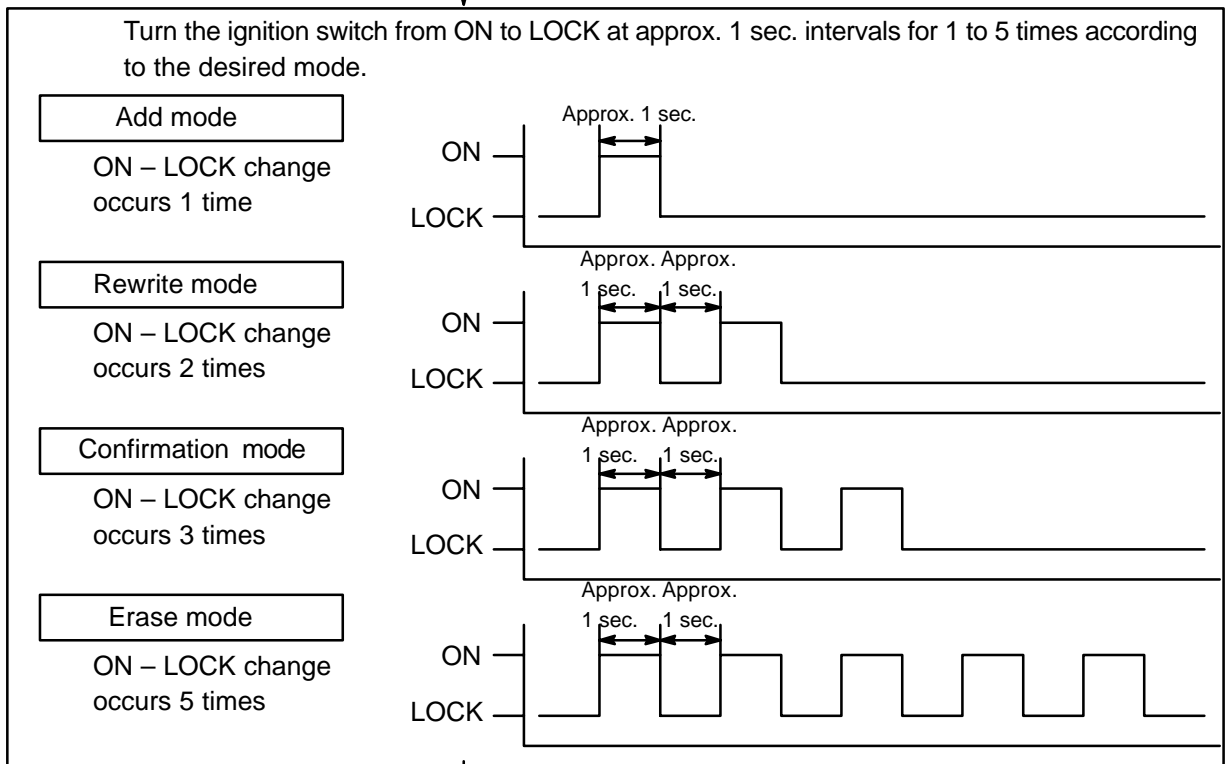 Turn the ignition switch from ON to LOCK at approx. 1 sec. intervals for 1 to 5 times according
to the desired mode.
Add mode
ON – LOCK change
occurs 1 time
Approx. 1 sec.
ON
LOCK
Rewrite mode
ON – LOCK change
occurs 2 times
Approx. Approx.
1 sec. 1 sec.
ON
LOCK
Confirmation mode
ON – LOCK change
occurs 3 times
Approx. Approx.
1 sec. 1 sec.
ON
LOCK
Erase mode
ON – LOCK change
occurs 5 times
Approx. Approx.
1 sec. 1 sec.
ON
LOCK